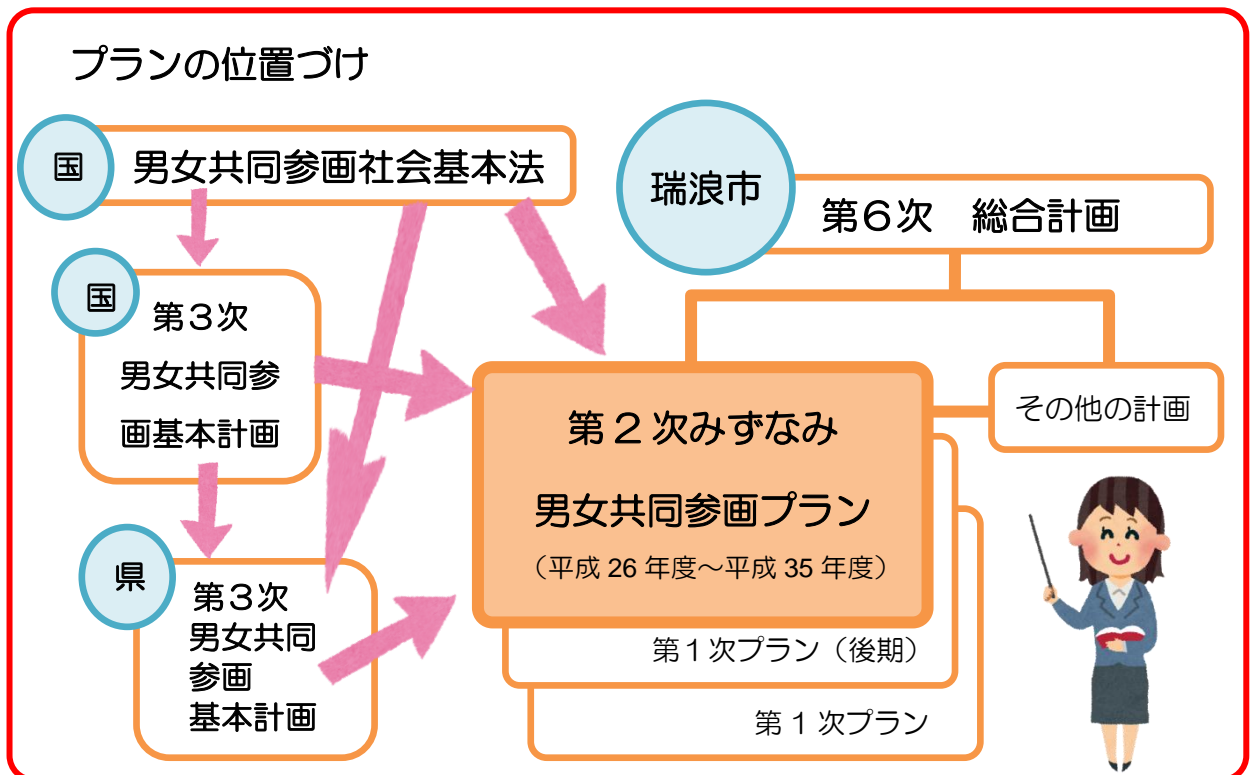 プランの位置づけ
国
男女共同参画社会基本法
瑞浪市
第６次　総合計画
国
第３次
男女共同参
画基本計画
その他の計画
第２次みずなみ
男女共同参画プラン
（平成 26 年度～平成 35 年度）
県
第３次
男女共同
参画
基本計画
第１次プラン（後期）
第 1 次プラン